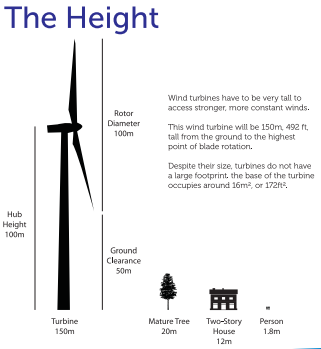 The Height
Wind turbines have to be very tall to
access stronger, more constant winds.
This wind turbine will be 150m, 492 ft,
tall from the ground to the highest
point of blade rotation.
Despite their size, turbines do not have
a large footprint. the base of the turbine
occupies around 16m², or 172ft².
Rotor
Diameter
100m
Hub
Height
100m
Ground
Clearance
50m
Turbine
150m
Mature Tree
20m
Two-Story
House
12m
Person
1.8m